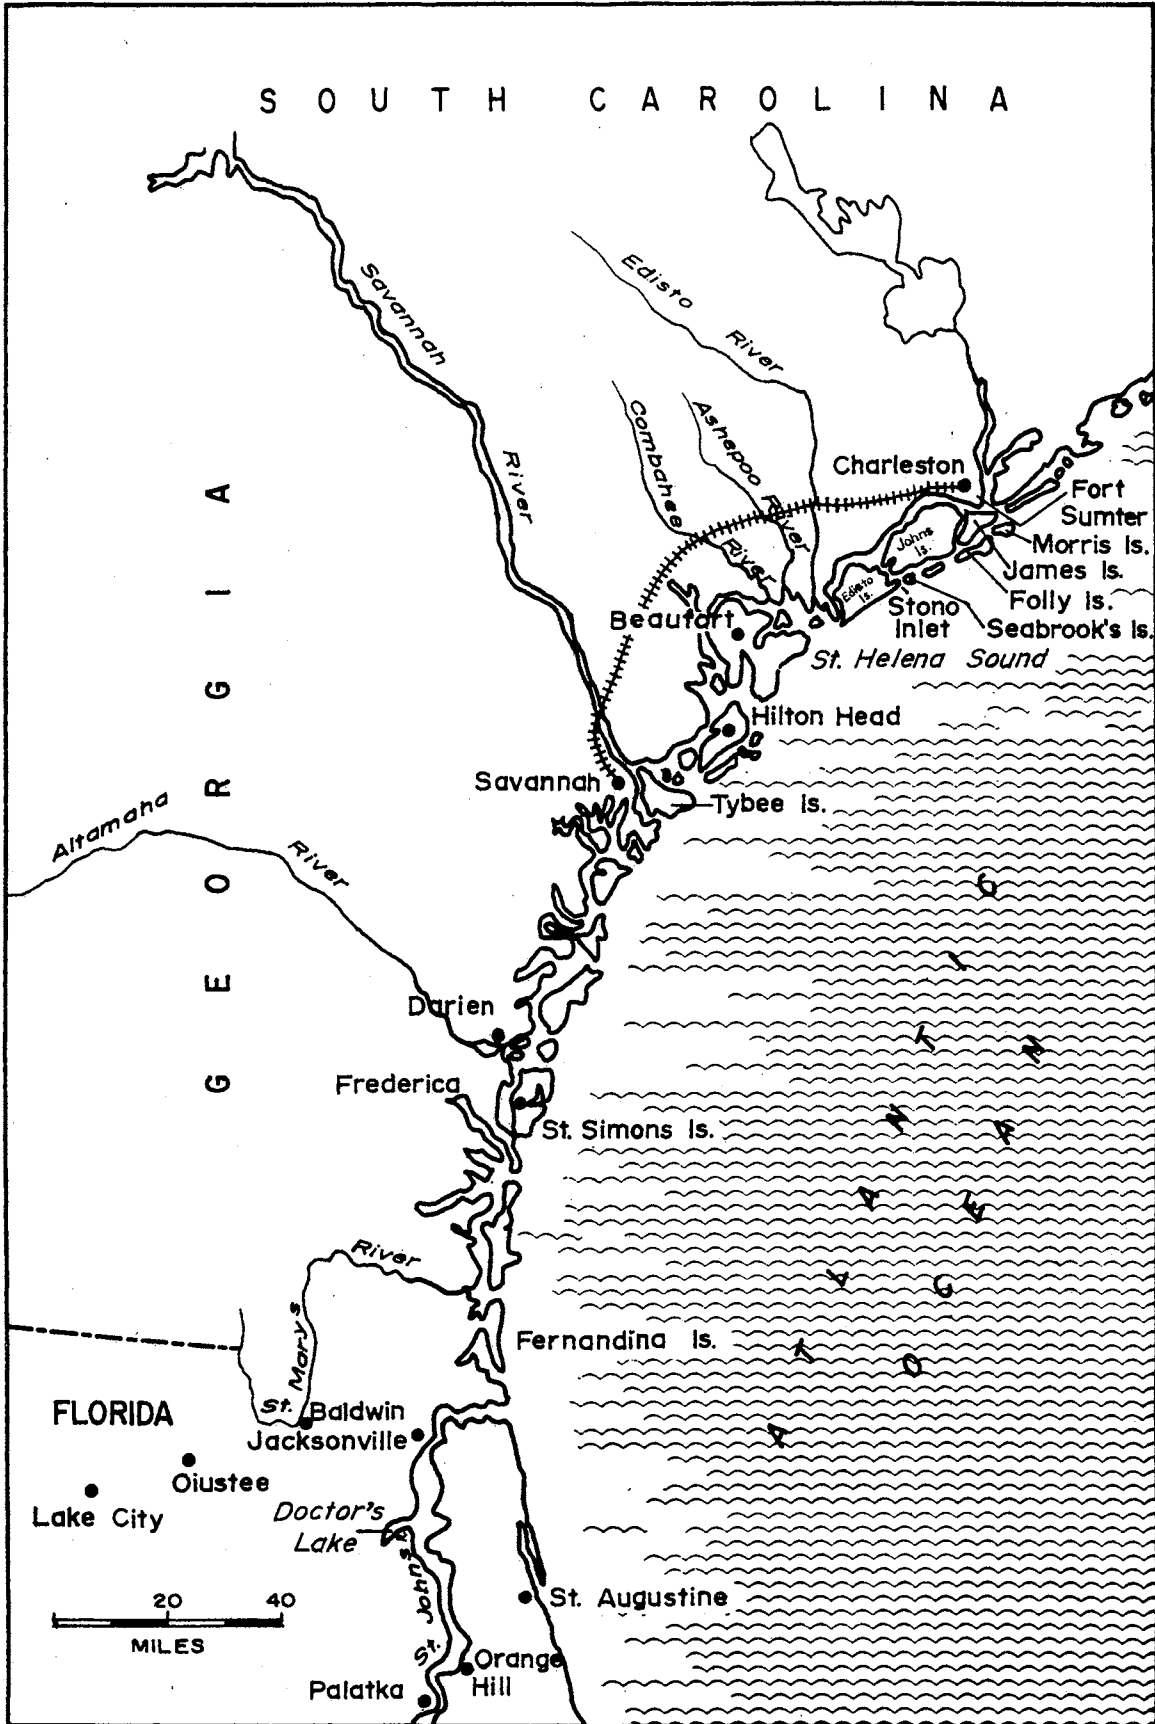 SOUTH CAROLINA
GEORGIA
Savannah
River
Edisto
River
Combahee
River
Ashepoo River
Charleston
Fort
Sumter
Morris Is.
James Is.
Folly Is.
Seabrook's Is.
Johns
Is.
Edisto
Is.
Stono
Inlet
Beaufort
St. Helena Sound
Hilton Head
Savannah
Tybee Is.
Altamaha
River
Darien
Frederica
St. Simons Is.
ATLANTIC
OCEAN
River
St. Marys
Fernandina Is.
FLORIDA
Baldwin
Jacksonville
Oiustee
Lake City
Doctor's
Lake
St. Johns R.
St. Augustine
Orange
Hill
Palatka
20 40
MILES